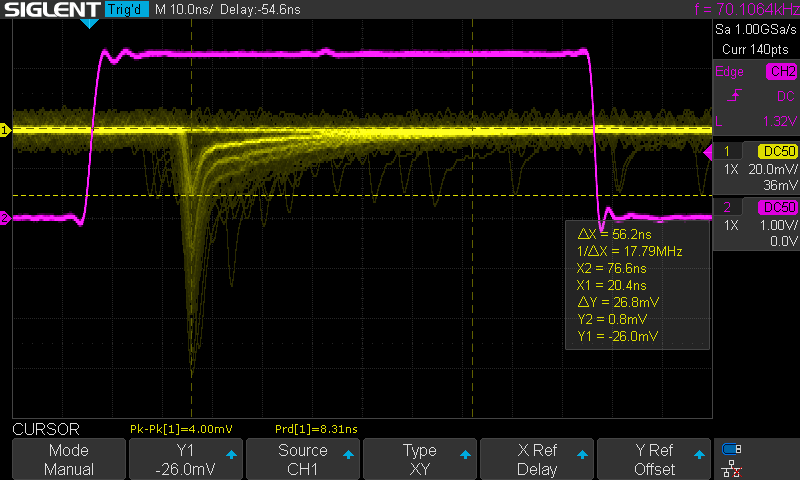 SIGLENT Trig'd M 10.0ns/ Delay:-54.6ns f = 70.1064kHz
Sa 1.00GSa/s
Curr 140pts
Edge CH2
DC
L 1.32V
1 DC50
1X 20.0mV/
36mV
2 DC50
1X 1.00V/
0.0V
1
2
ΔX = 56.2ns
1/ΔX = 17.79MHz
X2 = 76.6ns
X1 = 20.4ns
ΔY = 26.8mV
Y2 = 0.8mV
Y1 = -26.0mV
CURSOR Pk-Pk[1]=4.00mV Prd[1]=8.31ns
Mode Y1 Source Type X Ref Y Ref
Manual -26.0mV CH1 XY Delay Offset